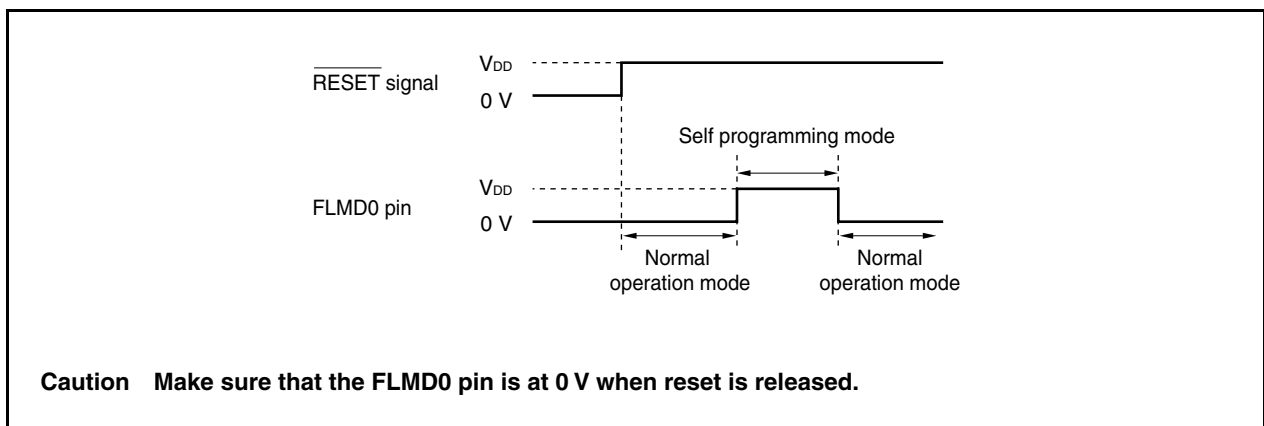 VDD
RESET signal
0 V
Self programming mode
VDD
FLMD0 pin
0 V
Normal
operation mode
Normal
operation mode
Caution Make sure that the FLMD0 pin is at 0 V when reset is released.